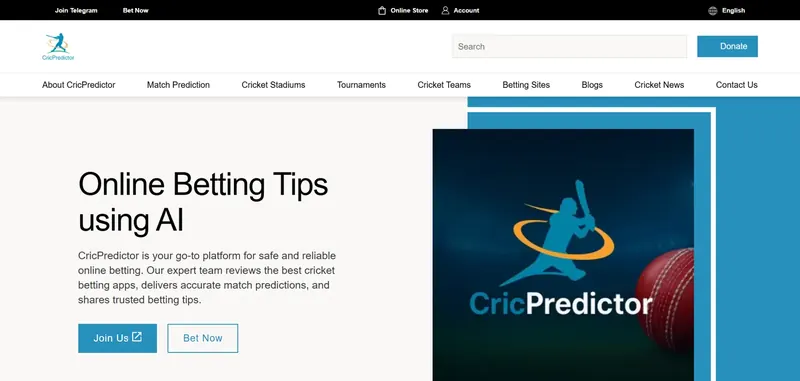 Join Telegram Bet Now Online Store Account English
CricPredictor Search Donate
About CricPredictor Match Prediction Cricket Stadiums Tournaments Cricket Teams Betting Sites Blogs Cricket News Contact Us
Online Betting Tips
using AI
CricPredictor is your go-to platform for safe and reliable
online betting. Our expert team reviews the best cricket
betting apps, delivers accurate match predictions, and
shares trusted betting tips.
Join Us Bet Now
CricPredictor